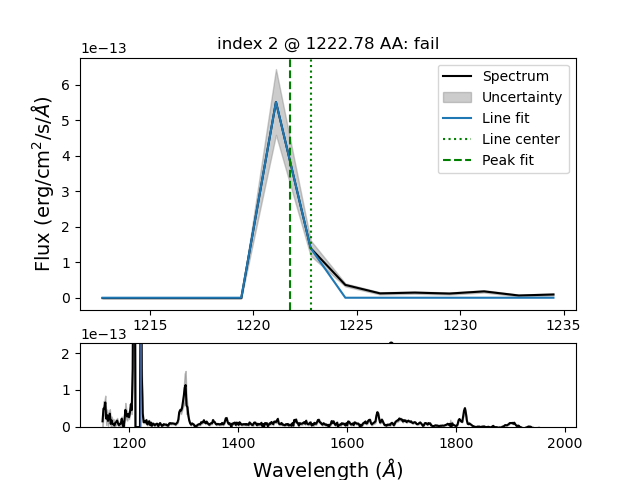 index 2 @ 1222.78 AA: fail
1e−13
Spectrum
Uncertainty
Line fit
Line center
Peak fit
6
5
4
3
2
1
0
Flux (erg/cm²/s/Å)
1215 1220 1225 1230 1235
1e−13
2
1
0
1200 1400 1600 1800 2000
Wavelength (Å)